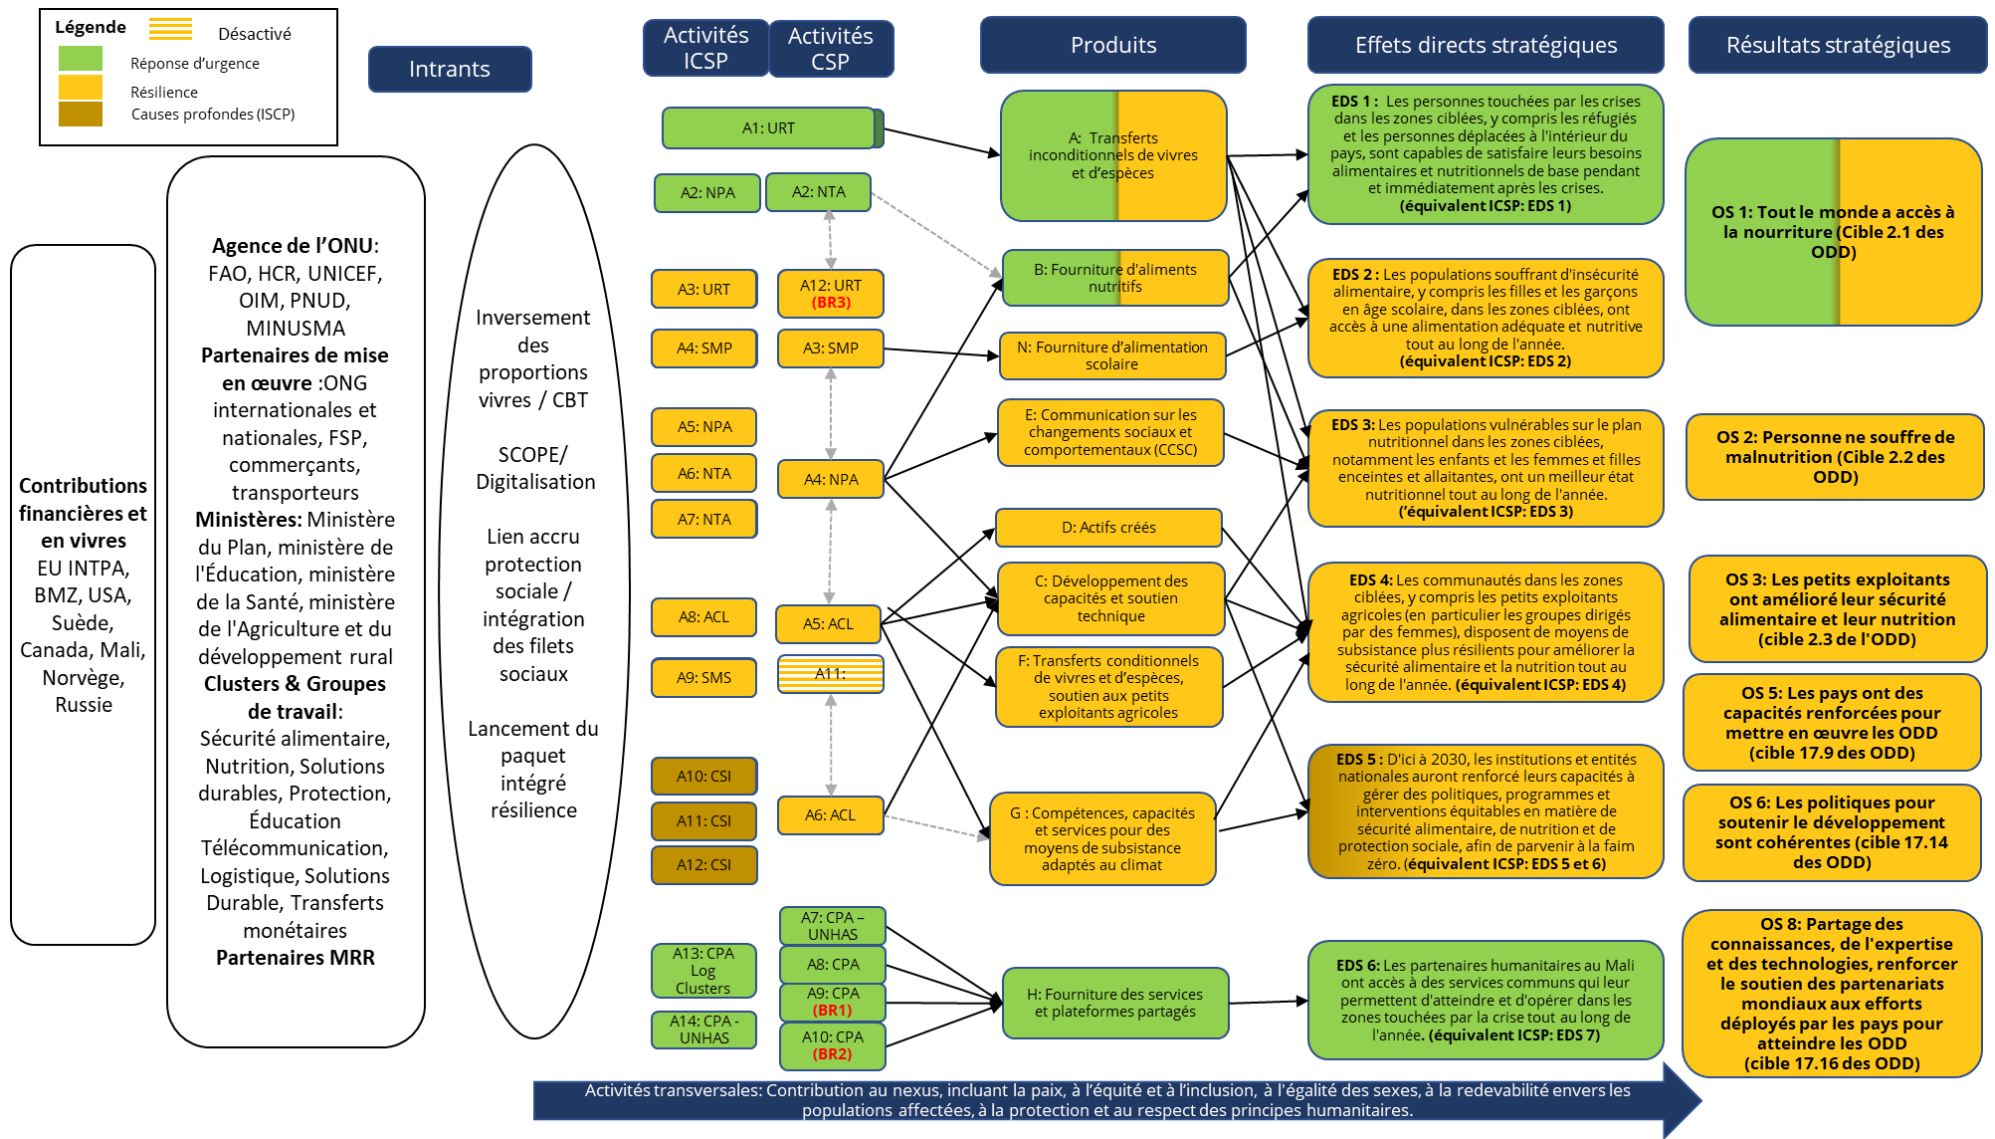 Légende
Désactivé
Réponse d’urgence
Résilience
Causes profondes (ISCP)
Intrants
Activités
ICSP
Activités
CSP
Produits
Effets directs stratégiques
Résultats stratégiques
Contributions
financières et
en vivres
EU INTPA,
BMZ, USA,
Suède,
Canada, Mali,
Norvège,
Russie
Agence de l’ONU:
FAO, HCR, UNICEF,
OIM, PNUD,
MINUSMA
Partenaires de mise
en œuvre :ONG
internationales et
nationales, FSP,
commerçants,
transporteurs
Ministères: Ministère
du Plan, ministère de
l'Éducation, ministère
de la Santé, ministère
de l'Agriculture et du
développement rural
Clusters & Groupes
de travail:
Sécurité alimentaire,
Nutrition, Solutions
durables, Protection,
Éducation
Télécommunication,
Logistique, Solutions
Durable, Transferts
monétaires
Partenaires MRR
Inversement
des
proportions
vivres / CBT
SCOPE/
Digitalisation
Lien accru
protection
sociale /
intégration
des filets
sociaux
Lancement du
paquet
intégré
résilience
A1: URT
A2: NPA
A3: URT
A4: SMP
A5: NPA
A6: NTA
A7: NTA
A8: ACL
A9: SMS
A10: CSI
A11: CSI
A12: CSI
A13: CPA
Log
Clusters
A14: CPA -
UNHAS
A2: NTA
A12: URT
(BR3)
A3: SMP
A4: NPA
A5: ACL
A11:
A6: ACL
A7: CPA –
UNHAS
A8: CPA
A9: CPA
(BR1)
A10: CPA
(BR2)
A: Transferts
inconditionnels de vivres
et d’espèces
B: Fourniture d'aliments
nutritifs
N: Fourniture d’alimentation
scolaire
E: Communication sur les
changements sociaux et
comportementaux (CCSC)
D: Actifs créés
C: Développement des
capacités et soutien
technique
F: Transferts conditionnels
de vivres et d’espèces,
soutien aux petits
exploitants agricoles
G : Compétences, capacités
et services pour des
moyens de subsistance
adaptés au climat
H: Fourniture des services
et plateformes partagés
EDS 1 : Les personnes touchées par les crises
dans les zones ciblées, y compris les réfugiés
et les personnes déplacées à l'intérieur du
pays, sont capables de satisfaire leurs besoins
alimentaires et nutritionnels de base pendant
et immédiatement après les crises.
(équivalent ICSP: EDS 1)
EDS 2 : Les populations souffrant d'insécurité
alimentaire, y compris les filles et les garçons
en âge scolaire, dans les zones ciblées, ont
accès à une alimentation adéquate et nutritive
tout au long de l'année.
(équivalent ICSP: EDS 2)
EDS 3: Les populations vulnérables sur le plan
nutritionnel dans les zones ciblées,
notamment les enfants et les femmes et filles
enceintes et allaitantes, ont un meilleur état
nutritionnel tout au long de l'année.
(’équivalent ICSP: EDS 3)
EDS 4: Les communautés dans les zones
ciblées, y compris les petits exploitants
agricoles (en particulier les groupes dirigés
par des femmes), disposent de moyens de
subsistance plus résilients pour améliorer la
sécurité alimentaire et la nutrition tout au
long de l'année. (équivalent ICSP: EDS 4)
EDS 5 : D'ici à 2030, les institutions et entités
nationales auront renforcé leurs capacités à
gérer des politiques, programmes et
interventions équitables en matière de
sécurité alimentaire, de nutrition et de
protection sociale, afin de parvenir à la faim
zéro. (équivalent ICSP: EDS 5 et 6)
EDS 6: Les partenaires humanitaires au Mali
ont accès à des services communs qui leur
permettent d'atteindre et d'opérer dans les
zones touchées par la crise tout au long de
l'année. (équivalent ICSP: EDS 7)
OS 1: Tout le monde a accès à
la nourriture (Cible 2.1 des
ODD)
OS 2: Personne ne souffre de
malnutrition (Cible 2.2 des
ODD)
OS 3: Les petits exploitants
ont amélioré leur sécurité
alimentaire et leur nutrition
(cible 2.3 de l'ODD)
OS 5: Les pays ont des
capacités renforcées pour
mettre en œuvre les ODD
(cible 17.9 des ODD)
OS 6: Les politiques pour
soutenir le développement
sont cohérentes (cible 17.14
des ODD)
OS 8: Partage des
connaissances, de l'expertise
et des technologies, renforcer
le soutien des partenariats
mondiaux aux efforts
déployés par les pays pour
atteindre les ODD
(cible 17.16 des ODD)
Activités transversales: Contribution au nexus, incluant la paix, à l’équité et à l’inclusion, à l'égalité des sexes, à la redevabilité envers les
populations affectées, à la protection et au respect des principes humanitaires.